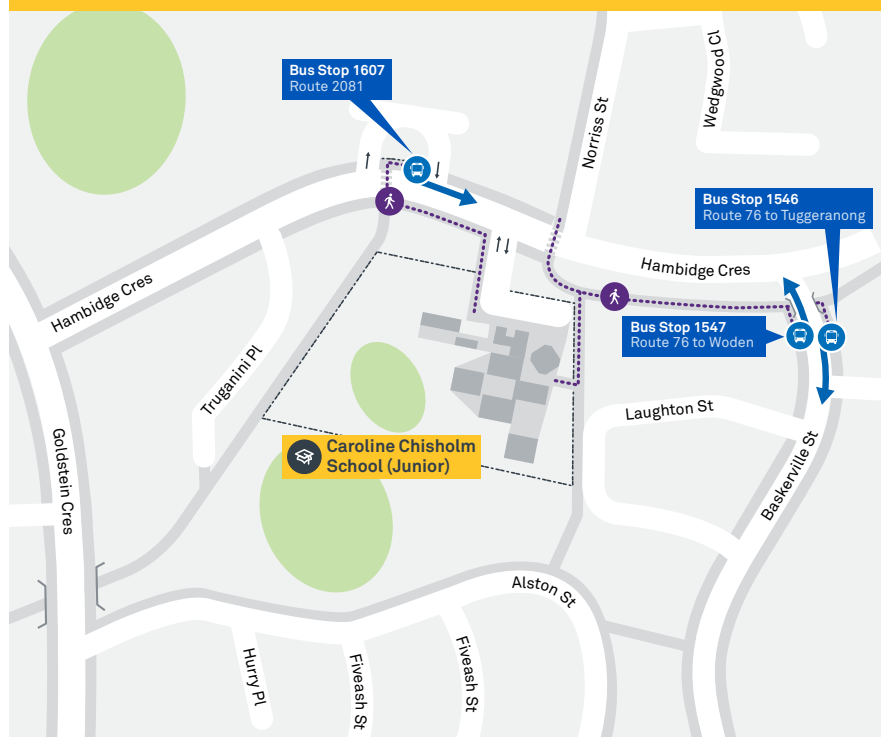 Bus Stop 1607
Route 2081
Wedgwood Cl
Norriss St
Bus Stop 1546
Route 76 to Tuggeranong
Hambidge Cres
Hambidge Cres
Bus Stop 1547
Route 76 to Woden
Truganini Pl
Laughton St
Caroline Chisholm
School (Junior)
Goldstein Cres
Baskerville St
Alston St
Hurry Pl
Fiveash St
Fiveash St